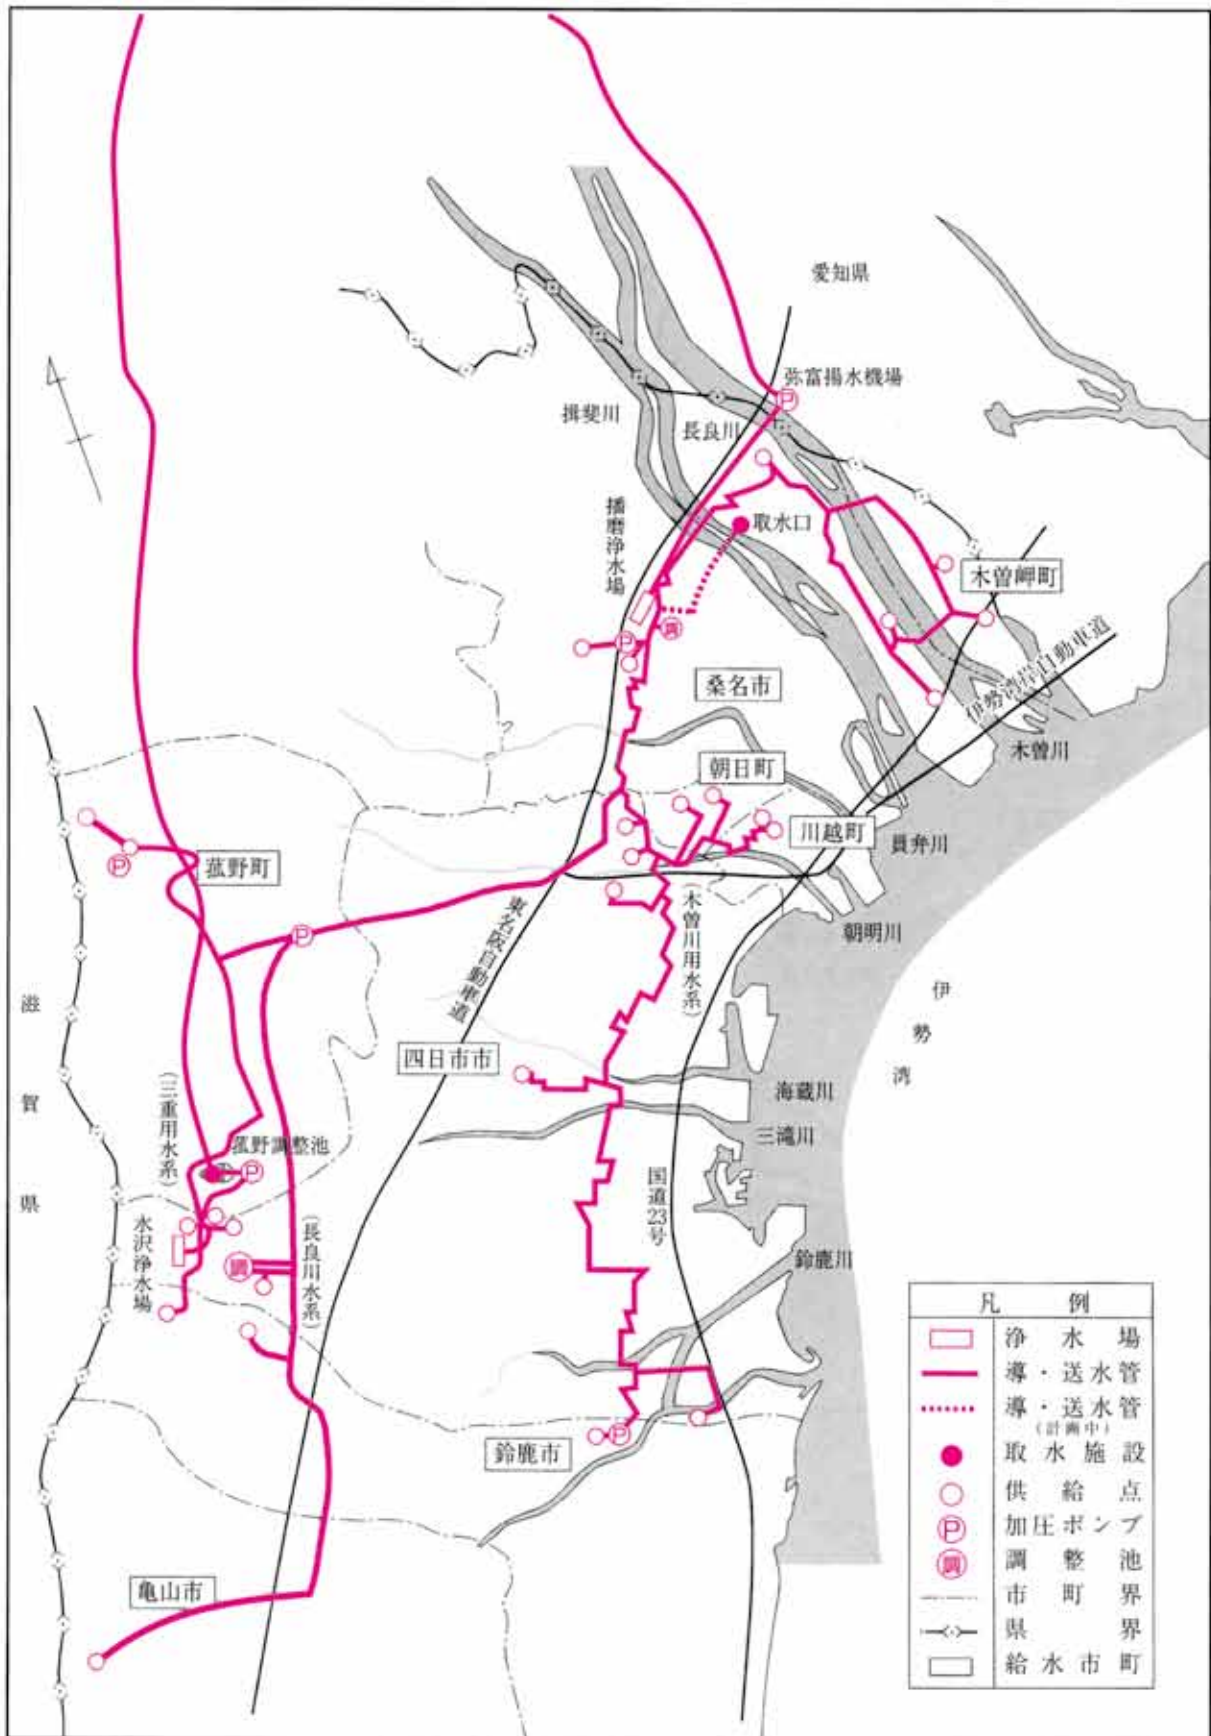 愛知県
弥富揚水機場
揖斐川
長良川
播磨浄水場
取水口
木曽岬町
伊勢湾岸自動車道
桑名市
木曽川
朝日町
川越町
員弁川
菰野町
東名阪自動車道
(木曽川用水系)
朝明川
滋賀県
伊勢湾
四日市市
海蔵川
(三重用水系)
菰野調整池
三滝川
国道23号
水沢浄水場
(長良川水系)
鈴鹿川
鈴鹿市
亀山市
凡例
浄水場
導・送水管
導・送水管
(計画中)
取水施設
供給点
P 加圧ポンプ
調 調整池
市町界
県界
給水市町
P
P
調
P
P
P
調
P